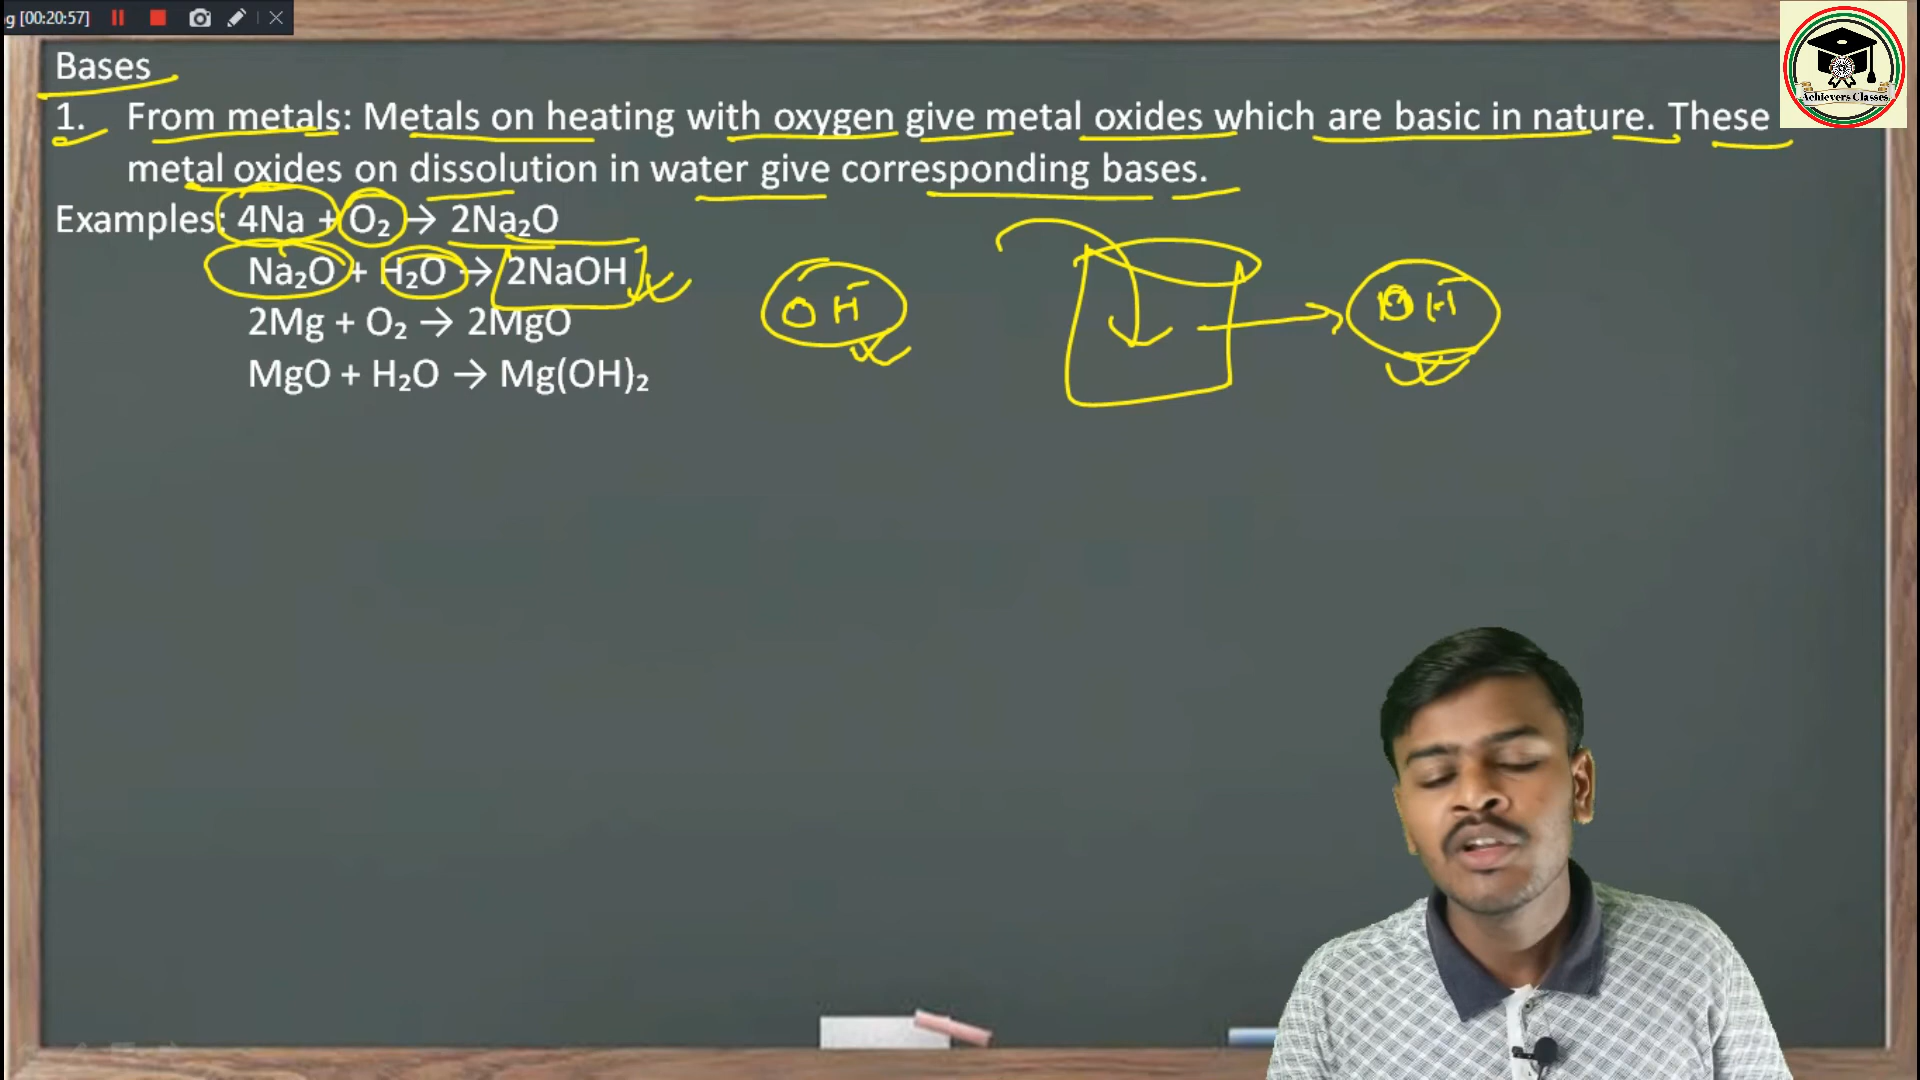 g [00:20:57]
Achievers Classes
Bases
1. From metals: Metals on heating with oxygen give metal oxides which are basic in nature. These
metal oxides on dissolution in water give corresponding bases.
Examples: 4Na + O₂ → 2Na₂O
Na₂O + H₂O → 2NaOH
2Mg + O₂ → 2MgO
MgO + H₂O → Mg(OH)₂
OH⁻
OH⁻